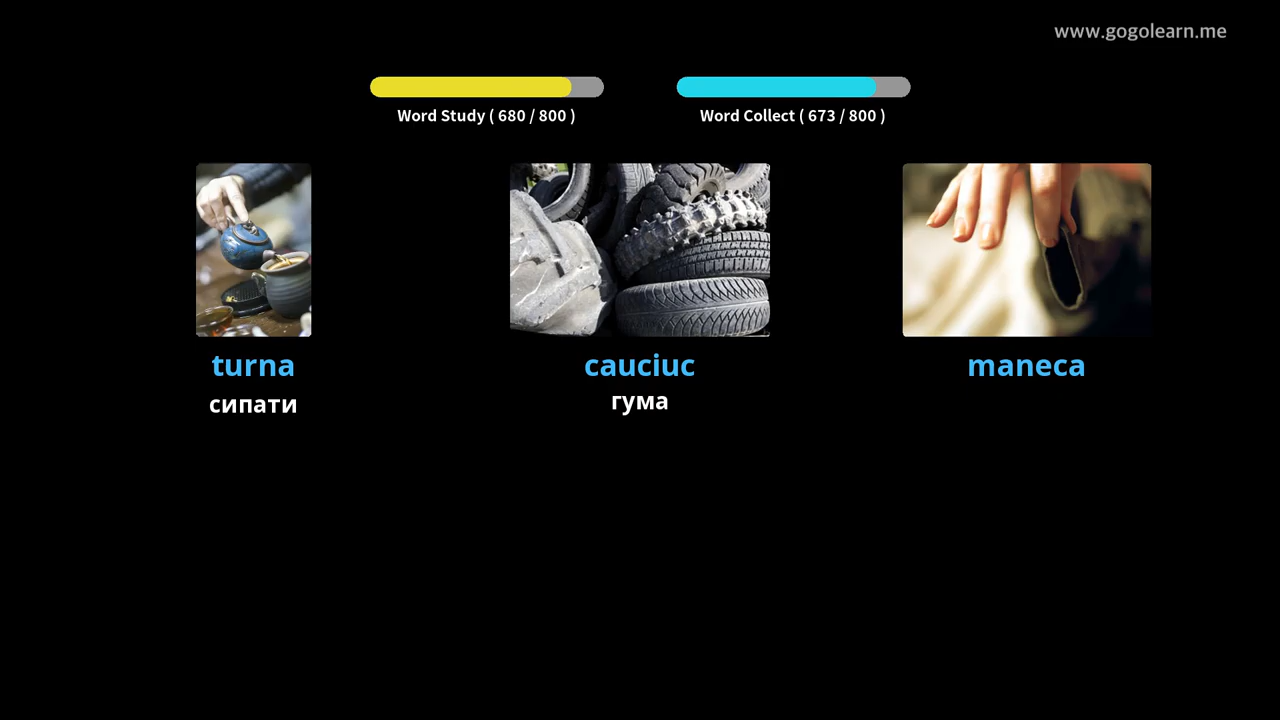 www.gogolearn.me
Word Study ( 680 / 800 )
Word Collect ( 673 / 800 )
turna
cauciuc
maneca
сипати
гума